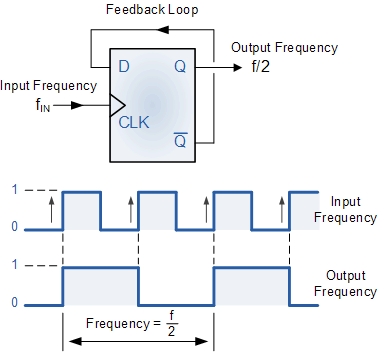 Feedback Loop
Output Frequency
D Q f/2
Input Frequency
fIN
CLK
Q̅
1
0
Input
Frequency
1
0
Output
Frequency
Frequency = f/2